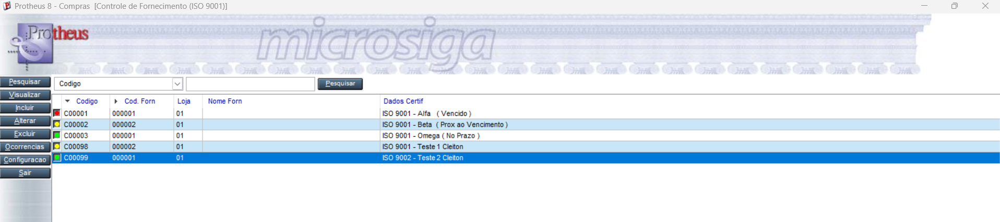 Protheus 8 - Compras [Controle de Fornecimento (ISO 9001)]
Protheus
microsiga
Pesquisar
Visualizar
Incluir
Alterar
Excluir
Ocorrencias
Configuracao
Sair
Codigo Pesquisar
Codigo Cod. Forn Loja Nome Forn Dados Certif
C00001 000001 01 ISO 9001 - Alfa ( Vencido )
C00002 000002 01 ISO 9001 - Beta ( Prox ao Vencimento )
C00003 000001 01 ISO 9001 - Omega ( No Prazo )
C00098 000002 01 ISO 9001 - Teste 1 Cleiton
C00099 000001 01 ISO 9002 - Teste 2 Cleiton